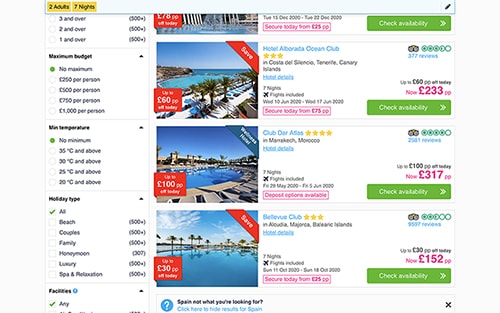 2 Adults 7 Nights
3 and over (500+)
2 and over (500+)
1 and over (500+)
Maximum budget
No maximum
£250 per person
£500 per person
£750 per person
£1,000 per person
Min temperature
No minimum
35 °C and above
30 °C and above
25 °C and above
20 °C and above
Holiday type
All
Beach (500+)
Couples (500+)
Family (500+)
Honeymoon (307)
Luxury (500+)
Spa & Relaxation (500+)
Facilities
Any
£78 pp
off today
Tue 15 Dec 2020 - Tue 22 Dec 2020
Secure today from £25 pp
Check availability
Save
Up to
£60 pp
off today
Hotel Alborada Ocean Club
in Costa del Silencio, Tenerife, Canary
Islands
Hotel details
7 Nights
Flights included
Wed 10 Jun 2020 - Wed 17 Jun 2020
Secure today from £75 pp
377 reviews
Up to £60 pp off today
Now £233 pp
Check availability
Wellness
Hotel
Up to
£100 pp
off today
Club Dar Atlas
in Marrakech, Morocco
Hotel details
7 Nights
Flights included
Fri 29 May 2020 - Fri 5 Jun 2020
Deposit options available
2581 reviews
Up to £100 pp off today
Now £317 pp
Check availability
Save
Up to
£30 pp
off today
Bellevue Club
in Alcudia, Majorca, Balearic Islands
Hotel details
7 Nights
Flights included
Sun 11 Oct 2020 - Sun 18 Oct 2020
Secure today from £25 pp
9597 reviews
Up to £30 pp off today
Now £152 pp
Check availability
Spain not what you're looking for?
Click here to hide results for Spain